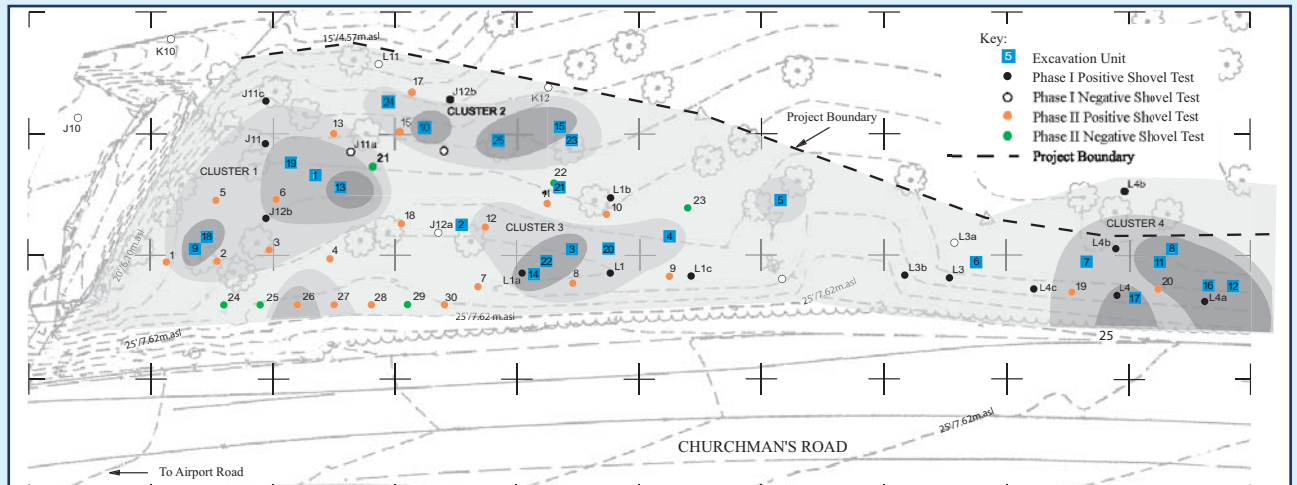 Key:
5 Excavation Unit
Phase I Positive Shovel Test
Phase I Negative Shovel Test
Phase II Positive Shovel Test
Phase II Negative Shovel Test
Project Boundary
Project Boundary
K10
J10
15'/4.57m.asl
L11
K12
17
J12b
J11c
24
CLUSTER 2
13
15
10
25
15
23
J11
J11a
21
CLUSTER 1
19
1
13
22
21
5
6
L1b
23
5
L4b
J12b
10
18
J12a
2
12
CLUSTER 3
4
L3a
CLUSTER 4
18
9
1
2
3
4
3
20
22
14
L1a
L1
8
9
L1c
7
L3b
L3
6
L4b
7
8
11
L4c
19
L4
17
20
16
12
L4a
20'/6.10m.asl
24
25
26
27
28
29
30
25'/7.62m.asl
25'/7.62m.asl
25'/7.62m.asl
25
25'/7.62m.asl
CHURCHMAN'S ROAD
To Airport Road